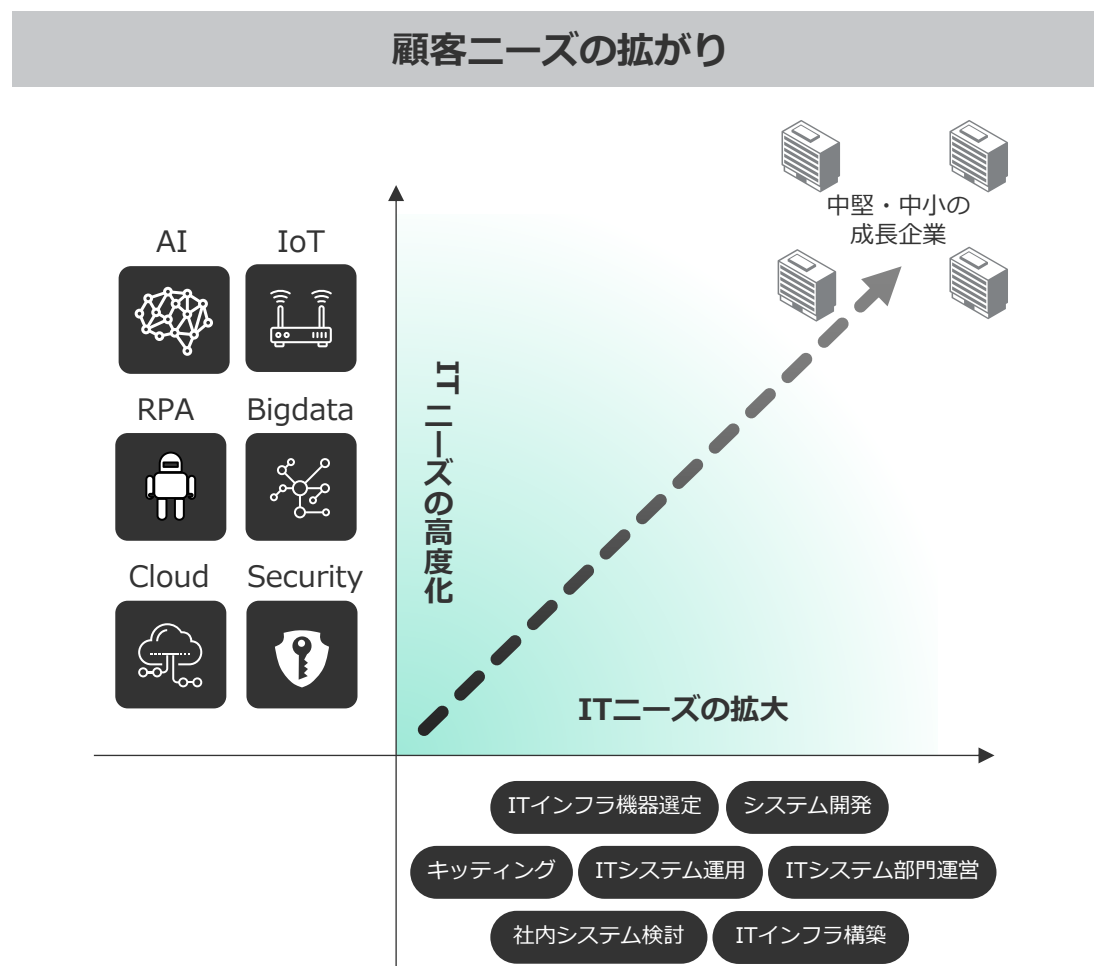 顧客ニーズの拡がり
中堅・中小の
成長企業
AI
IoT
RPA
Bigdata
Cloud
Security
ITニーズの高度化
ITニーズの拡大
ITインフラ機器選定
システム開発
キッティング
ITシステム運用
ITシステム部門運営
社内システム検討
ITインフラ構築